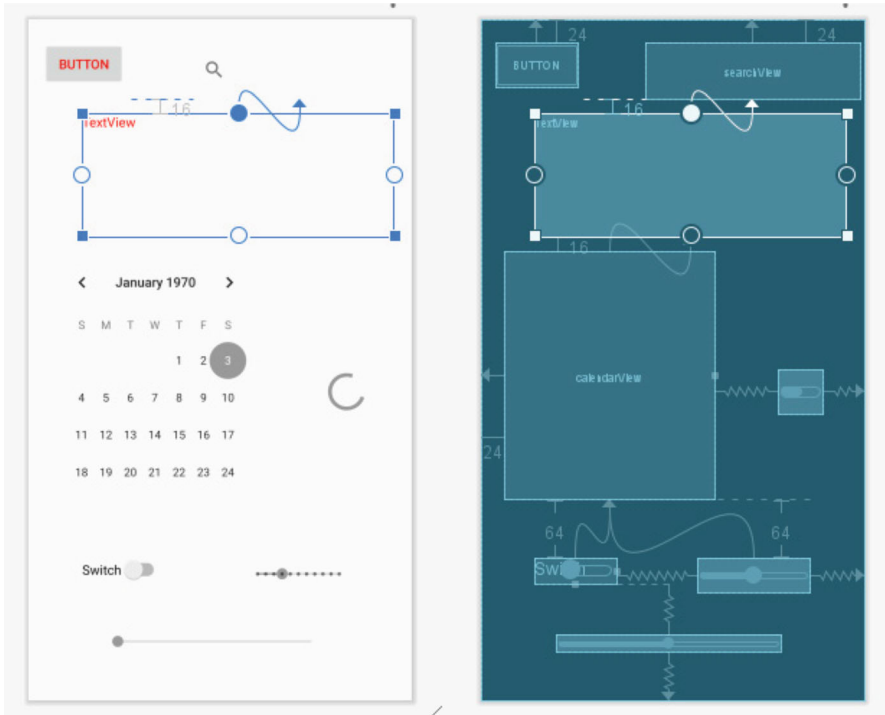 BUTTON
16
TextView
January 1970
S M T W T F S
1 2 3
4 5 6 7 8 9 10
11 12 13 14 15 16 17
18 19 20 21 22 23 24
Switch
24 24
BUTTON
searchView
16
TextView
16
calendarView
24
64 64
Switch